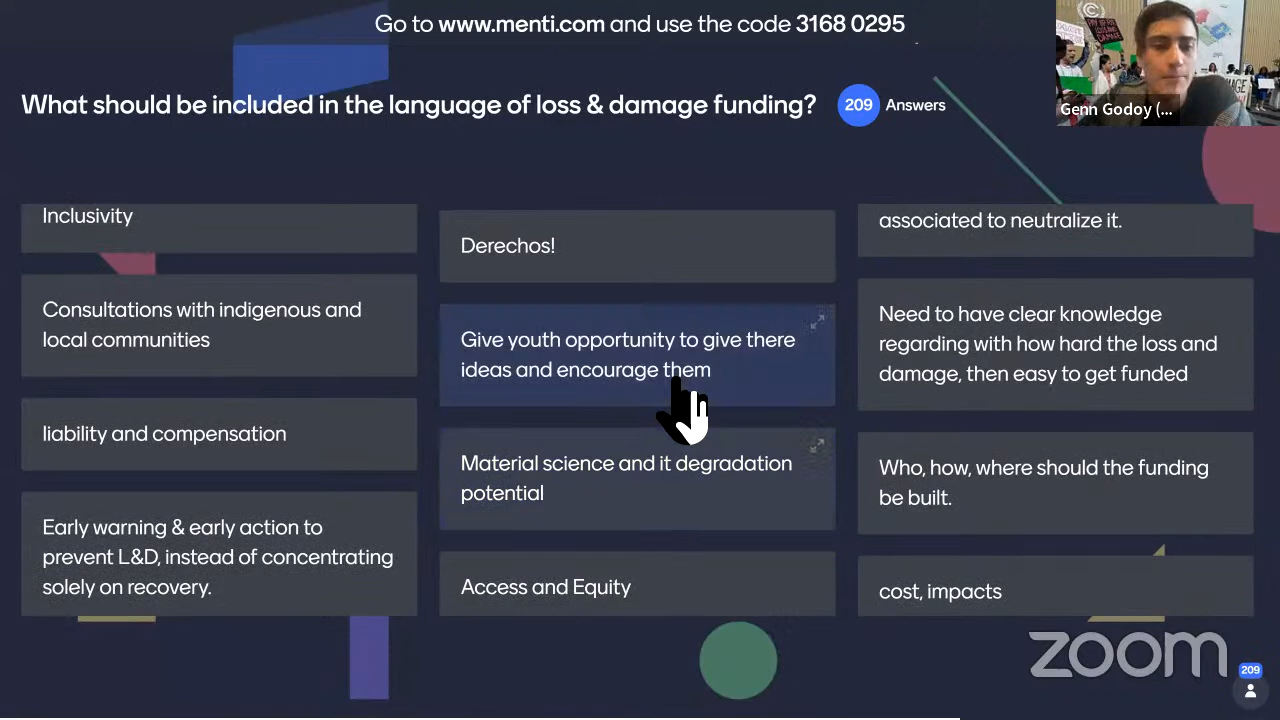 Go to www.menti.com and use the code 3168 0295
What should be included in the language of loss & damage funding?
209 Answers
Genn Godoy (...
Inclusivity
Consultations with indigenous and
local communities
liability and compensation
Early warning & early action to
prevent L&D, instead of concentrating
solely on recovery.
Derechos!
Give youth opportunity to give there
ideas and encourage them
Material science and it degradation
potential
Access and Equity
associated to neutralize it.
Need to have clear knowledge
regarding with how hard the loss and
damage, then easy to get funded
Who, how, where should the funding
be built.
cost, impacts
zoom
209